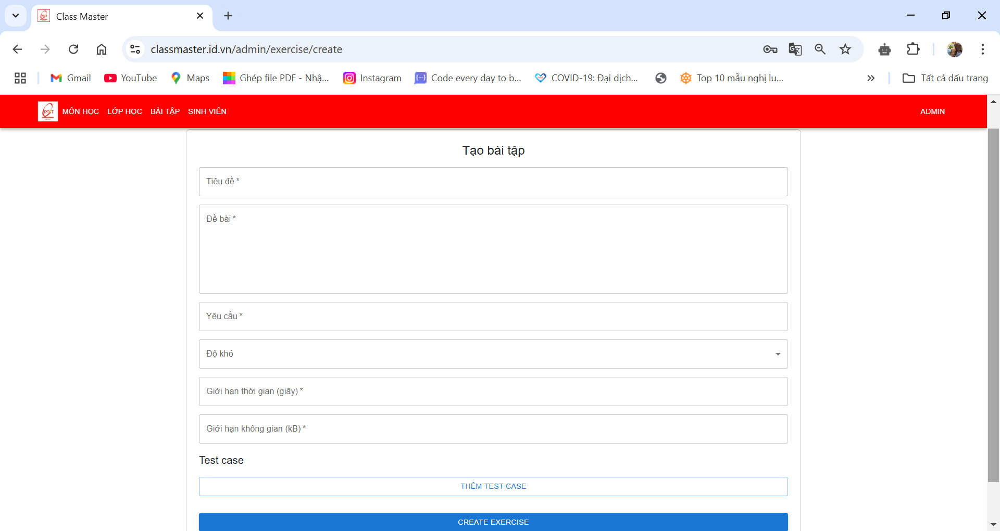 Class Master
classmaster.id.vn/admin/exercise/create
Gmail YouTube Maps Ghép file PDF - Nhậ... Instagram Code every day to b... COVID-19: Đại dịch... Top 10 mẫu nghị lu... Tất cả dấu trang
PTIT MÔN HỌC LỚP HỌC BÀI TẬP SINH VIÊN ADMIN
Tạo bài tập
Tiêu đề *
Đề bài *
Yêu cầu *
Độ khó
Giới hạn thời gian (giây) *
Giới hạn không gian (kB) *
Test case
THÊM TEST CASE
CREATE EXERCISE